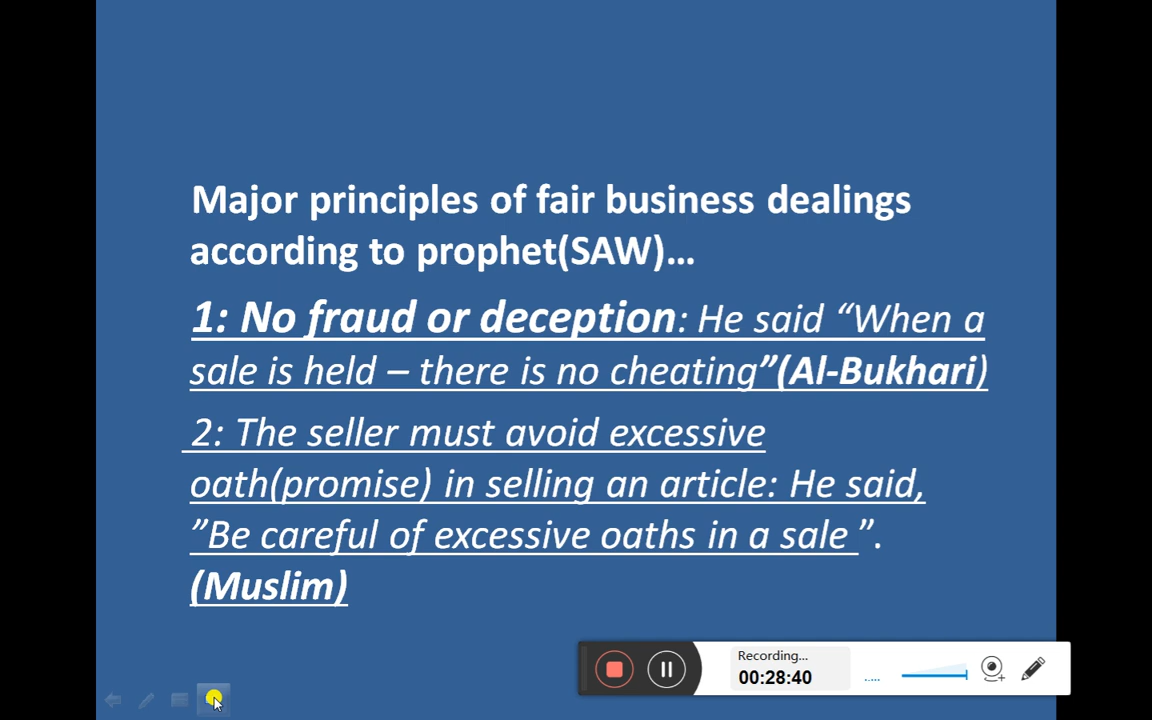 Major principles of fair business dealings
according to prophet(SAW)...
1: No fraud or deception: He said “When a
sale is held – there is no cheating”(Al-Bukhari)
2: The seller must avoid excessive
oath(promise) in selling an article: He said,
”Be careful of excessive oaths in a sale ”.
(Muslim)
Recording...
00:28:40